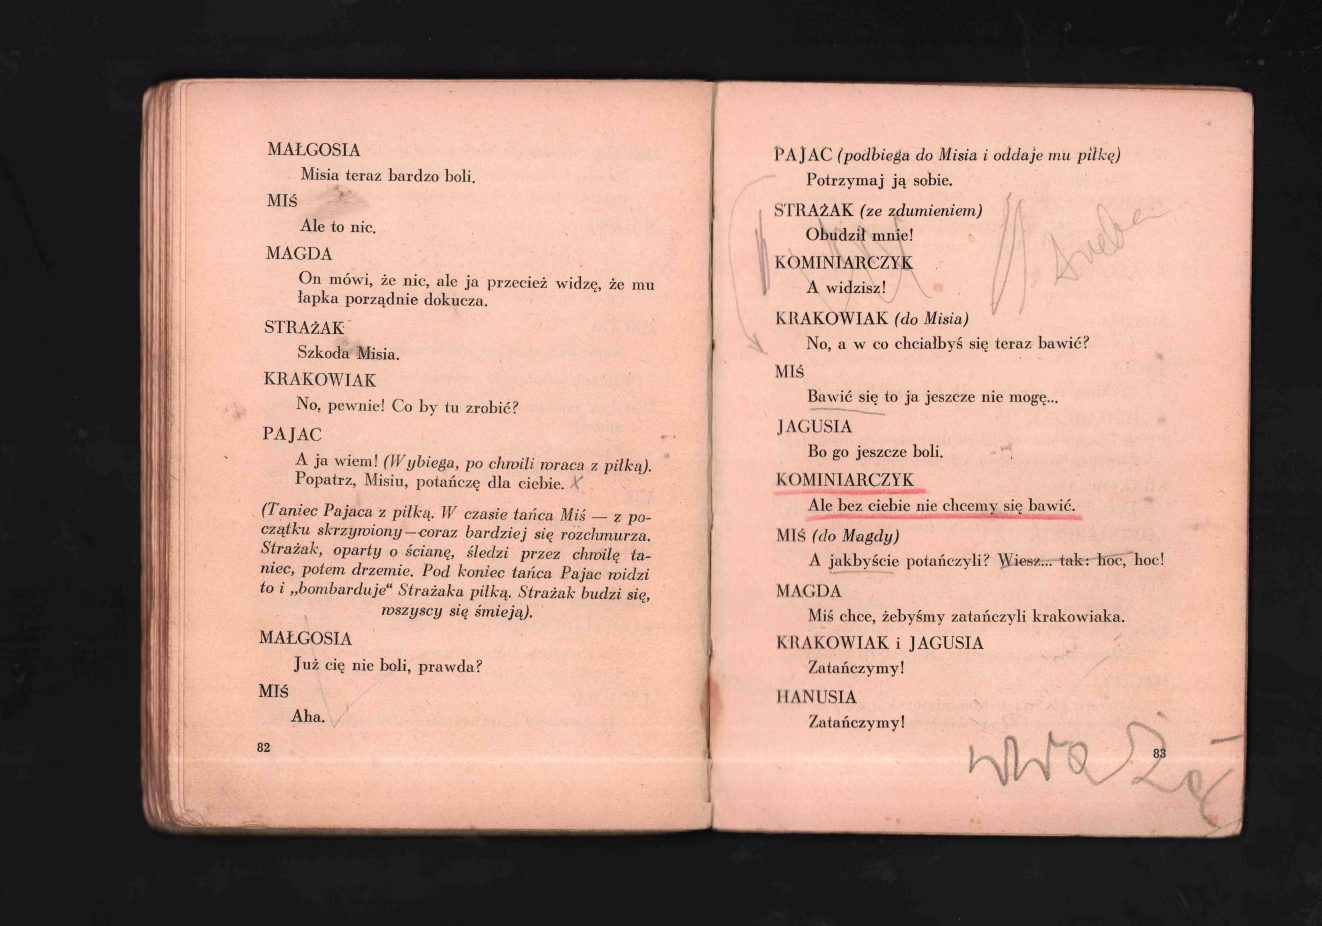 MAŁGOSIA
Misia teraz bardzo boli.
MIŚ
Ale to nic.
MAGDA
On mówi, że nic, ale ja przecież widzę, że mu
łapka porządnie dokucza.
STRAŻAK
Szkoda Misia.
KRAKOWIAK
No, pewnie! Co by tu zrobić?
PAJAC
A ja wiem! (Wybiega, po chwili wraca z piłką).
Popatrz, Misiu, potańczę dla ciebie. X
(Taniec Pajaca z piłką. W czasie tańca Miś — z po-
czątku skrzywiony—coraz bardziej się rozchmurza.
Strażak, oparty o ścianę, śledzi przez chwilę ta-
niec, potem drzemie. Pod koniec tańca Pajac widzi
to i „bombarduje“ Strażaka piłką. Strażak budzi się,
wszyscy się śmieją).
MAŁGOSIA
Już cię nie boli, prawda?
MIŚ
Aha.
82
PAJAC (podbiega do Misia i oddaje mu piłkę)
Potrzymaj ją sobie.
STRAŻAK (ze zdumieniem)
Obudził mnie!
KOMINIARCZYK
A widzisz!
KRAKOWIAK (do Misia)
No, a w co chciałbyś się teraz bawić?
MIŚ
Bawić się to ja jeszcze nie mogę...
JAGUSIA
Bo go jeszcze boli.
KOMINIARCZYK
Ale bez ciebie nie chcemy się bawić.
MIŚ (do Magdy)
A jakbyście potańczyli? Wiesz... tak: hoc, hoc!
MAGDA
Miś chce, żebyśmy zatańczyli krakowiaka.
KRAKOWIAK i JAGUSIA
Zatańczymy!
HANUSIA
Zatańczymy!
uważać
83